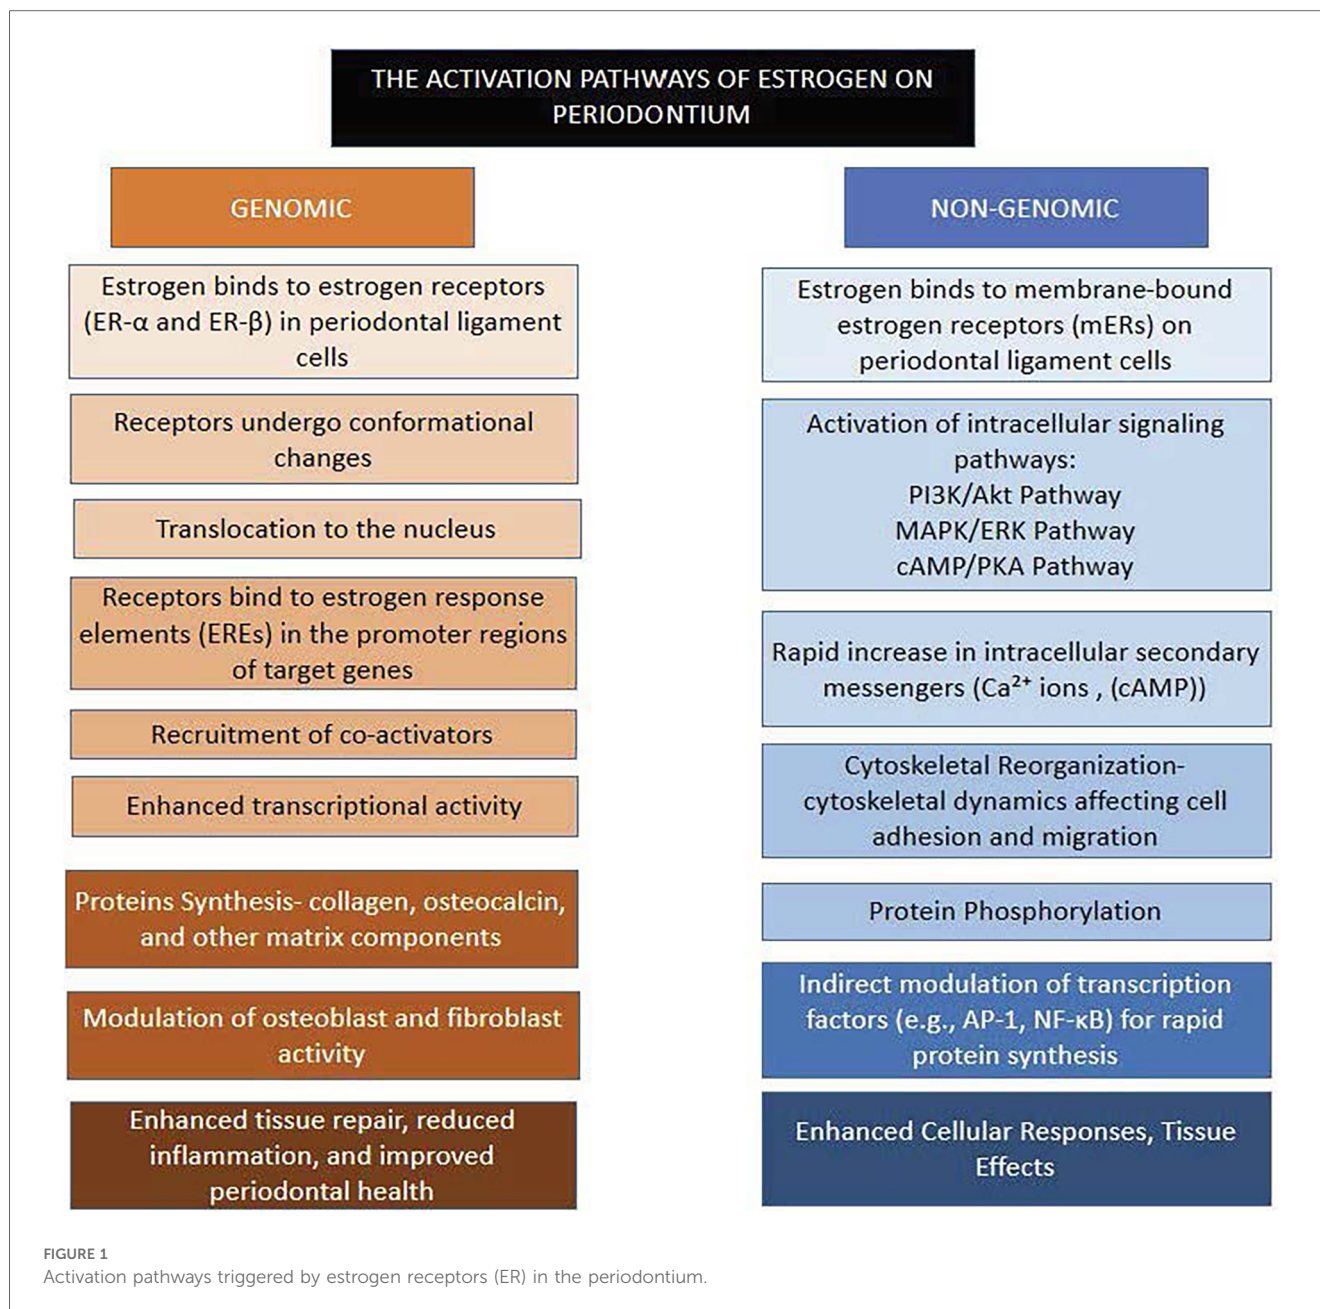 THE ACTIVATION PATHWAYS OF ESTROGEN ON
PERIODONTIUM
GENOMIC
Estrogen binds to estrogen receptors
(ER-α and ER-β) in periodontal ligament
cells
Receptors undergo conformational
changes
Translocation to the nucleus
Receptors bind to estrogen response
elements (EREs) in the promoter regions
of target genes
Recruitment of co-activators
Enhanced transcriptional activity
Proteins Synthesis- collagen, osteocalcin,
and other matrix components
Modulation of osteoblast and fibroblast
activity
Enhanced tissue repair, reduced
inflammation, and improved
periodontal health
NON-GENOMIC
Estrogen binds to membrane-bound
estrogen receptors (mERs) on
periodontal ligament cells
Activation of intracellular signaling
pathways:
PI3K/Akt Pathway
MAPK/ERK Pathway
cAMP/PKA Pathway
Rapid increase in intracellular secondary
messengers (Ca²⁺ ions , (cAMP))
Cytoskeletal Reorganization-
cytoskeletal dynamics affecting cell
adhesion and migration
Protein Phosphorylation
Indirect modulation of transcription
factors (e.g., AP-1, NF-κB) for rapid
protein synthesis
Enhanced Cellular Responses, Tissue
Effects
FIGURE 1
Activation pathways triggered by estrogen receptors (ER) in the periodontium.